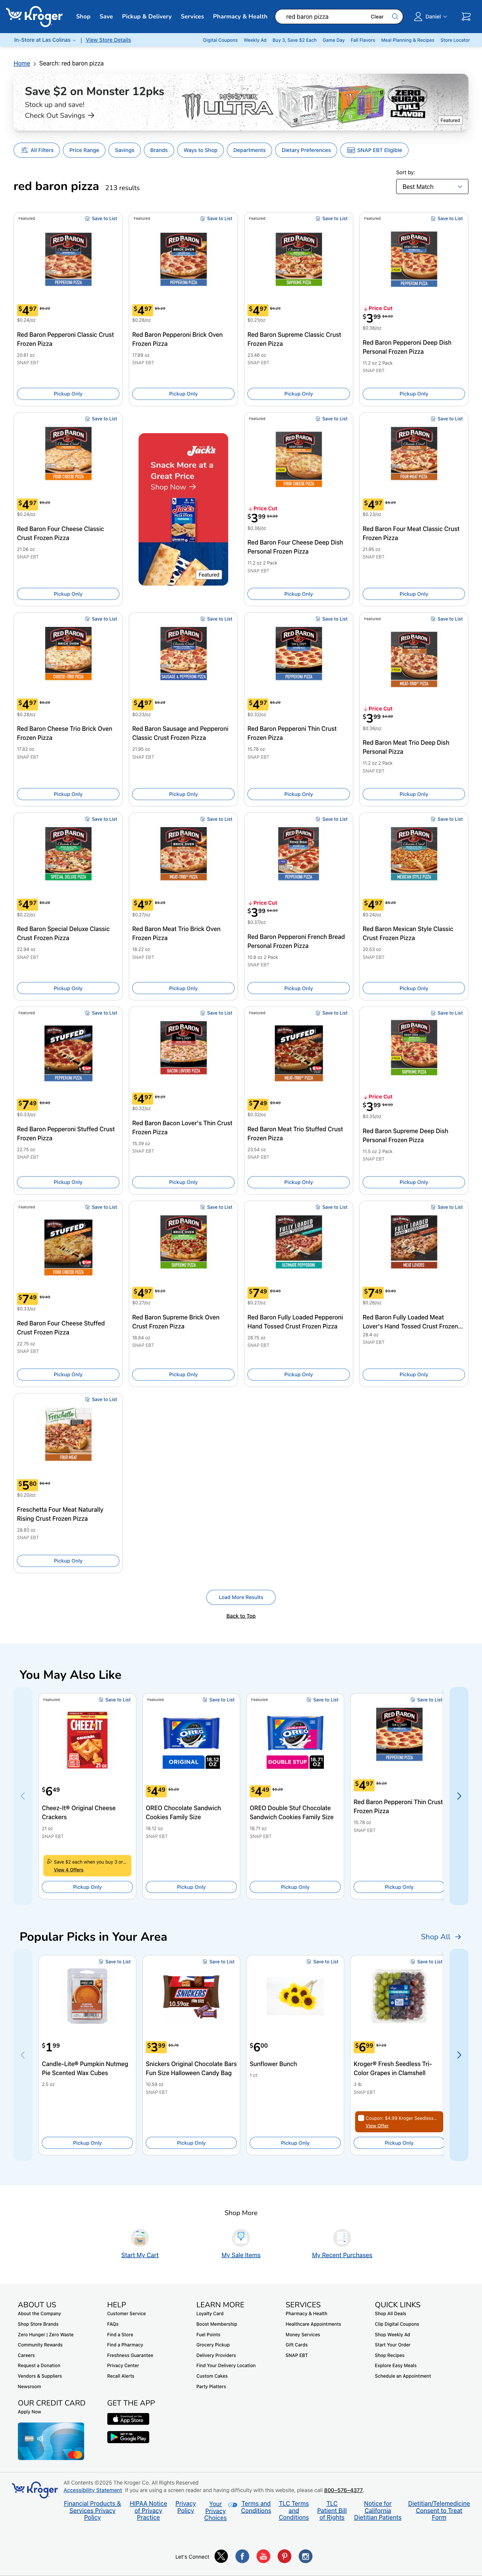 Kroger
Shop
Save
Pickup & Delivery
Services
Pharmacy & Health
red baron pizza
Clear
Daniel
In-Store at Las Colinas
View Store Details
Digital Coupons
Weekly Ad
Buy 3, Save $2 Each
Game Day
Fall Flavors
Meal Planning & Recipes
Store Locator
Home
Search: red baron pizza
Save $2 on Monster 12pks
Stock up and save!
Check Out Savings
MONSTER
ULTRA
ZERO
SUGAR
FULL
FLAVOR
Featured
All Filters
Price Range
Savings
Brands
Ways to Shop
Departments
Dietary Preferences
SNAP EBT Eligible
Sort by:
red baron pizza 213 results
Best Match
Featured
Save to List
$4.97 $5.29
$0.24/oz
Red Baron Pepperoni Classic Crust
Frozen Pizza
20.61 oz
SNAP EBT
Pickup Only
Featured
Save to List
$4.97 $5.29
$0.28/oz
Red Baron Pepperoni Brick Oven
Frozen Pizza
17.89 oz
SNAP EBT
Pickup Only
Featured
Save to List
$4.97 $5.29
$0.21/oz
Red Baron Supreme Classic Crust
Frozen Pizza
23.46 oz
SNAP EBT
Pickup Only
Featured
Save to List
Price Cut
$3.99
$0.36/oz
Red Baron Pepperoni Deep Dish
Personal Frozen Pizza
11.2 oz 2 Pack
SNAP EBT
Pickup Only
Save to List
$4.97 $5.29
$0.24/oz
Red Baron Four Cheese Classic
Crust Frozen Pizza
21.06 oz
SNAP EBT
Pickup Only
Jack's
Snack More at a
Great Price
Shop Now
Featured
Featured
Save to List
Price Cut
$3.99
$0.36/oz
Red Baron Four Cheese Deep Dish
Personal Frozen Pizza
11.2 oz 2 Pack
SNAP EBT
Pickup Only
Save to List
$4.97 $5.29
$0.23/oz
Red Baron Four Meat Classic Crust
Frozen Pizza
21.95 oz
SNAP EBT
Pickup Only
Save to List
$4.97 $5.29
$0.28/oz
Red Baron Cheese Trio Brick Oven
Frozen Pizza
17.82 oz
SNAP EBT
Pickup Only
Save to List
$4.97 $5.29
$0.23/oz
Red Baron Sausage and Pepperoni
Classic Crust Frozen Pizza
21.95 oz
SNAP EBT
Pickup Only
Save to List
$4.97 $5.29
$0.32/oz
Red Baron Pepperoni Thin Crust
Frozen Pizza
15.78 oz
SNAP EBT
Pickup Only
Featured
Save to List
Price Cut
$3.99
$0.36/oz
Red Baron Meat Trio Deep Dish
Personal Pizza
11.2 oz 2 Pack
SNAP EBT
Pickup Only
Save to List
$4.97 $5.29
$0.22/oz
Red Baron Special Deluxe Classic
Crust Frozen Pizza
22.94 oz
SNAP EBT
Pickup Only
Save to List
$4.97 $5.29
$0.27/oz
Red Baron Meat Trio Brick Oven
Frozen Pizza
18.22 oz
SNAP EBT
Pickup Only
Save to List
Price Cut
$3.99
$0.37/oz
Red Baron Pepperoni French Bread
Personal Frozen Pizza
10.8 oz 2 Pack
SNAP EBT
Pickup Only
Save to List
$4.97 $5.29
$0.24/oz
Red Baron Mexican Style Classic
Crust Frozen Pizza
20.53 oz
SNAP EBT
Pickup Only
Featured
Save to List
$7.49
$0.33/oz
Red Baron Pepperoni Stuffed Crust
Frozen Pizza
22.75 oz
SNAP EBT
Pickup Only
Save to List
$4.97 $5.29
$0.32/oz
Red Baron Bacon Lover's Thin Crust
Frozen Pizza
15.39 oz
SNAP EBT
Pickup Only
Featured
Save to List
$7.49
$0.32/oz
Red Baron Meat Trio Stuffed Crust
Frozen Pizza
23.54 oz
SNAP EBT
Pickup Only
Save to List
Price Cut
$3.99
$0.35/oz
Red Baron Supreme Deep Dish
Personal Frozen Pizza
11.5 oz 2 Pack
SNAP EBT
Pickup Only
Featured
Save to List
$7.49
$0.33/oz
Red Baron Four Cheese Stuffed
Crust Frozen Pizza
22.75 oz
SNAP EBT
Pickup Only
Save to List
$4.97 $5.29
$0.27/oz
Red Baron Supreme Brick Oven
Crust Frozen Pizza
18.64 oz
SNAP EBT
Pickup Only
Save to List
$7.49
$0.27/oz
Red Baron Fully Loaded Pepperoni
Hand Tossed Crust Frozen Pizza
28.75 oz
SNAP EBT
Pickup Only
Save to List
$7.49
$0.26/oz
Red Baron Fully Loaded Meat
Lover's Hand Tossed Crust Frozen...
28.4 oz
SNAP EBT
Pickup Only
Save to List
$5.80
$0.20/oz
Freschetta Four Meat Naturally
Rising Crust Frozen Pizza
28.83 oz
SNAP EBT
Pickup Only
Load More Results
Back to Top
You May Also Like
Featured
Save to List
$6.49
Cheez-It® Original Cheese
Crackers
21 oz
SNAP EBT
Save $2 each when you buy 3 or...
View 4 Offers
Pickup Only
Featured
Save to List
ORIGINAL 18.12 OZ
$4.49
OREO Chocolate Sandwich
Cookies Family Size
18.12 oz
SNAP EBT
Pickup Only
Featured
Save to List
DOUBLE STUF 18.71 OZ
$4.49
OREO Double Stuf Chocolate
Sandwich Cookies Family Size
18.71 oz
SNAP EBT
Pickup Only
Save to List
$4.97 $5.29
Red Baron Pepperoni Thin Crust
Frozen Pizza
15.78 oz
SNAP EBT
Pickup Only
Popular Picks in Your Area
Shop All
Save to List
$1.99
Candle-Lite® Pumpkin Nutmeg
Pie Scented Wax Cubes
2.5 oz
Pickup Only
Save to List
SNICKERS
10.59oz
$3.99
Snickers Original Chocolate Bars
Fun Size Halloween Candy Bag
10.59 oz
SNAP EBT
Pickup Only
Save to List
$6.00
Sunflower Bunch
1 ct
Pickup Only
Save to List
$6.99
Kroger® Fresh Seedless Tri-
Color Grapes in Clamshell
3 lb
SNAP EBT
Coupon: $4.99 Kroger Seedless...
View Offer
Pickup Only
Shop More
Start My Cart
My Sale Items
My Recent Purchases
ABOUT US
About the Company
Shop Store Brands
Zero Hunger | Zero Waste
Community Rewards
Careers
Request a Donation
Vendors & Suppliers
Newsroom
HELP
Customer Service
FAQs
Find a Store
Find a Pharmacy
Freshness Guarantee
Privacy Center
Recall Alerts
LEARN MORE
Loyalty Card
Boost Membership
Fuel Points
Grocery Pickup
Delivery Providers
Find Your Delivery Location
Custom Cakes
Party Platters
SERVICES
Pharmacy & Health
Healthcare Appointments
Money Services
Gift Cards
SNAP EBT
QUICK LINKS
Shop All Deals
Clip Digital Coupons
Shop Weekly Ad
Start Your Order
Shop Recipes
Explore Easy Meals
Schedule an Appointment
OUR CREDIT CARD
Apply Now
GET THE APP
App Store
Google Play
Kroger
All Contents ©2025 The Kroger Co. All Rights Reserved
Accessibility Statement If you are using a screen reader and having difficulty with this website, please call 800-576-4377.
Financial Products &
Services Privacy
Policy
HIPAA Notice
of Privacy
Practice
Privacy
Policy
Your
Privacy
Choices
Terms and
Conditions
TLC Terms
and
Conditions
TLC
Patient Bill
of Rights
Notice for
California
Dietitian Patients
Dietitian/Telemedicine
Consent to Treat
Form
Let's Connect